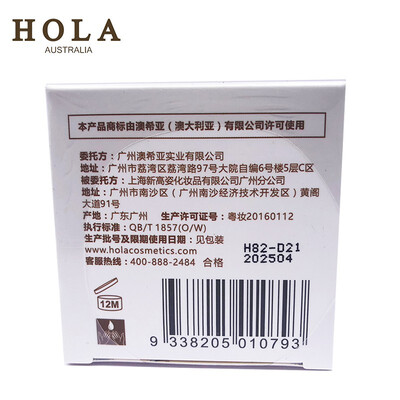 HOLA
AUSTRALIA
本产品商标由澳希亚（澳大利亚）有限公司许可使用
委托方：广州澳希亚实业有限公司
地址：广州市荔湾区荔湾路97号大院自编6号楼5层C区
被委托方：上海新高姿化妆品有限公司广州分公司
地址：广州市南沙区（广州南沙经济技术开发区）黄阁
大道91号
产地：广东广州 生产许可证号：粤妆20160112
执行标准：QB/T 1857(O/W)
生产批号及限期使用日期：见包装
www.holacosmetics.com
客服热线：400-888-2484 合格
H82-D21
202504
12M
9 338205 010793